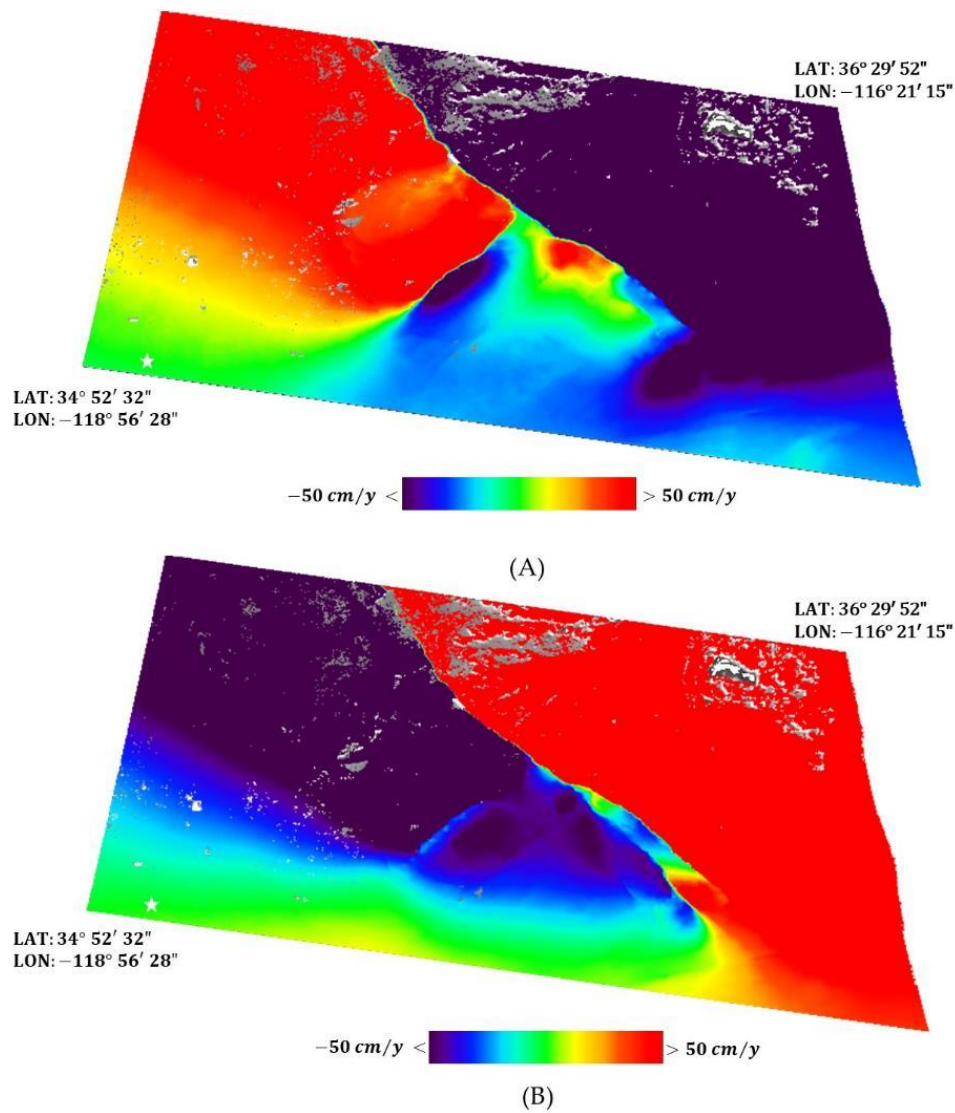 LAT: 36° 29′ 52"
LON: −116° 21′ 15"
LAT: 34° 52′ 32"
LON: −118° 56′ 28"
−50 cm/y < > 50 cm/y
(A)
LAT: 36° 29′ 52"
LON: −116° 21′ 15"
LAT: 34° 52′ 32"
LON: −118° 56′ 28"
−50 cm/y < > 50 cm/y
(B)